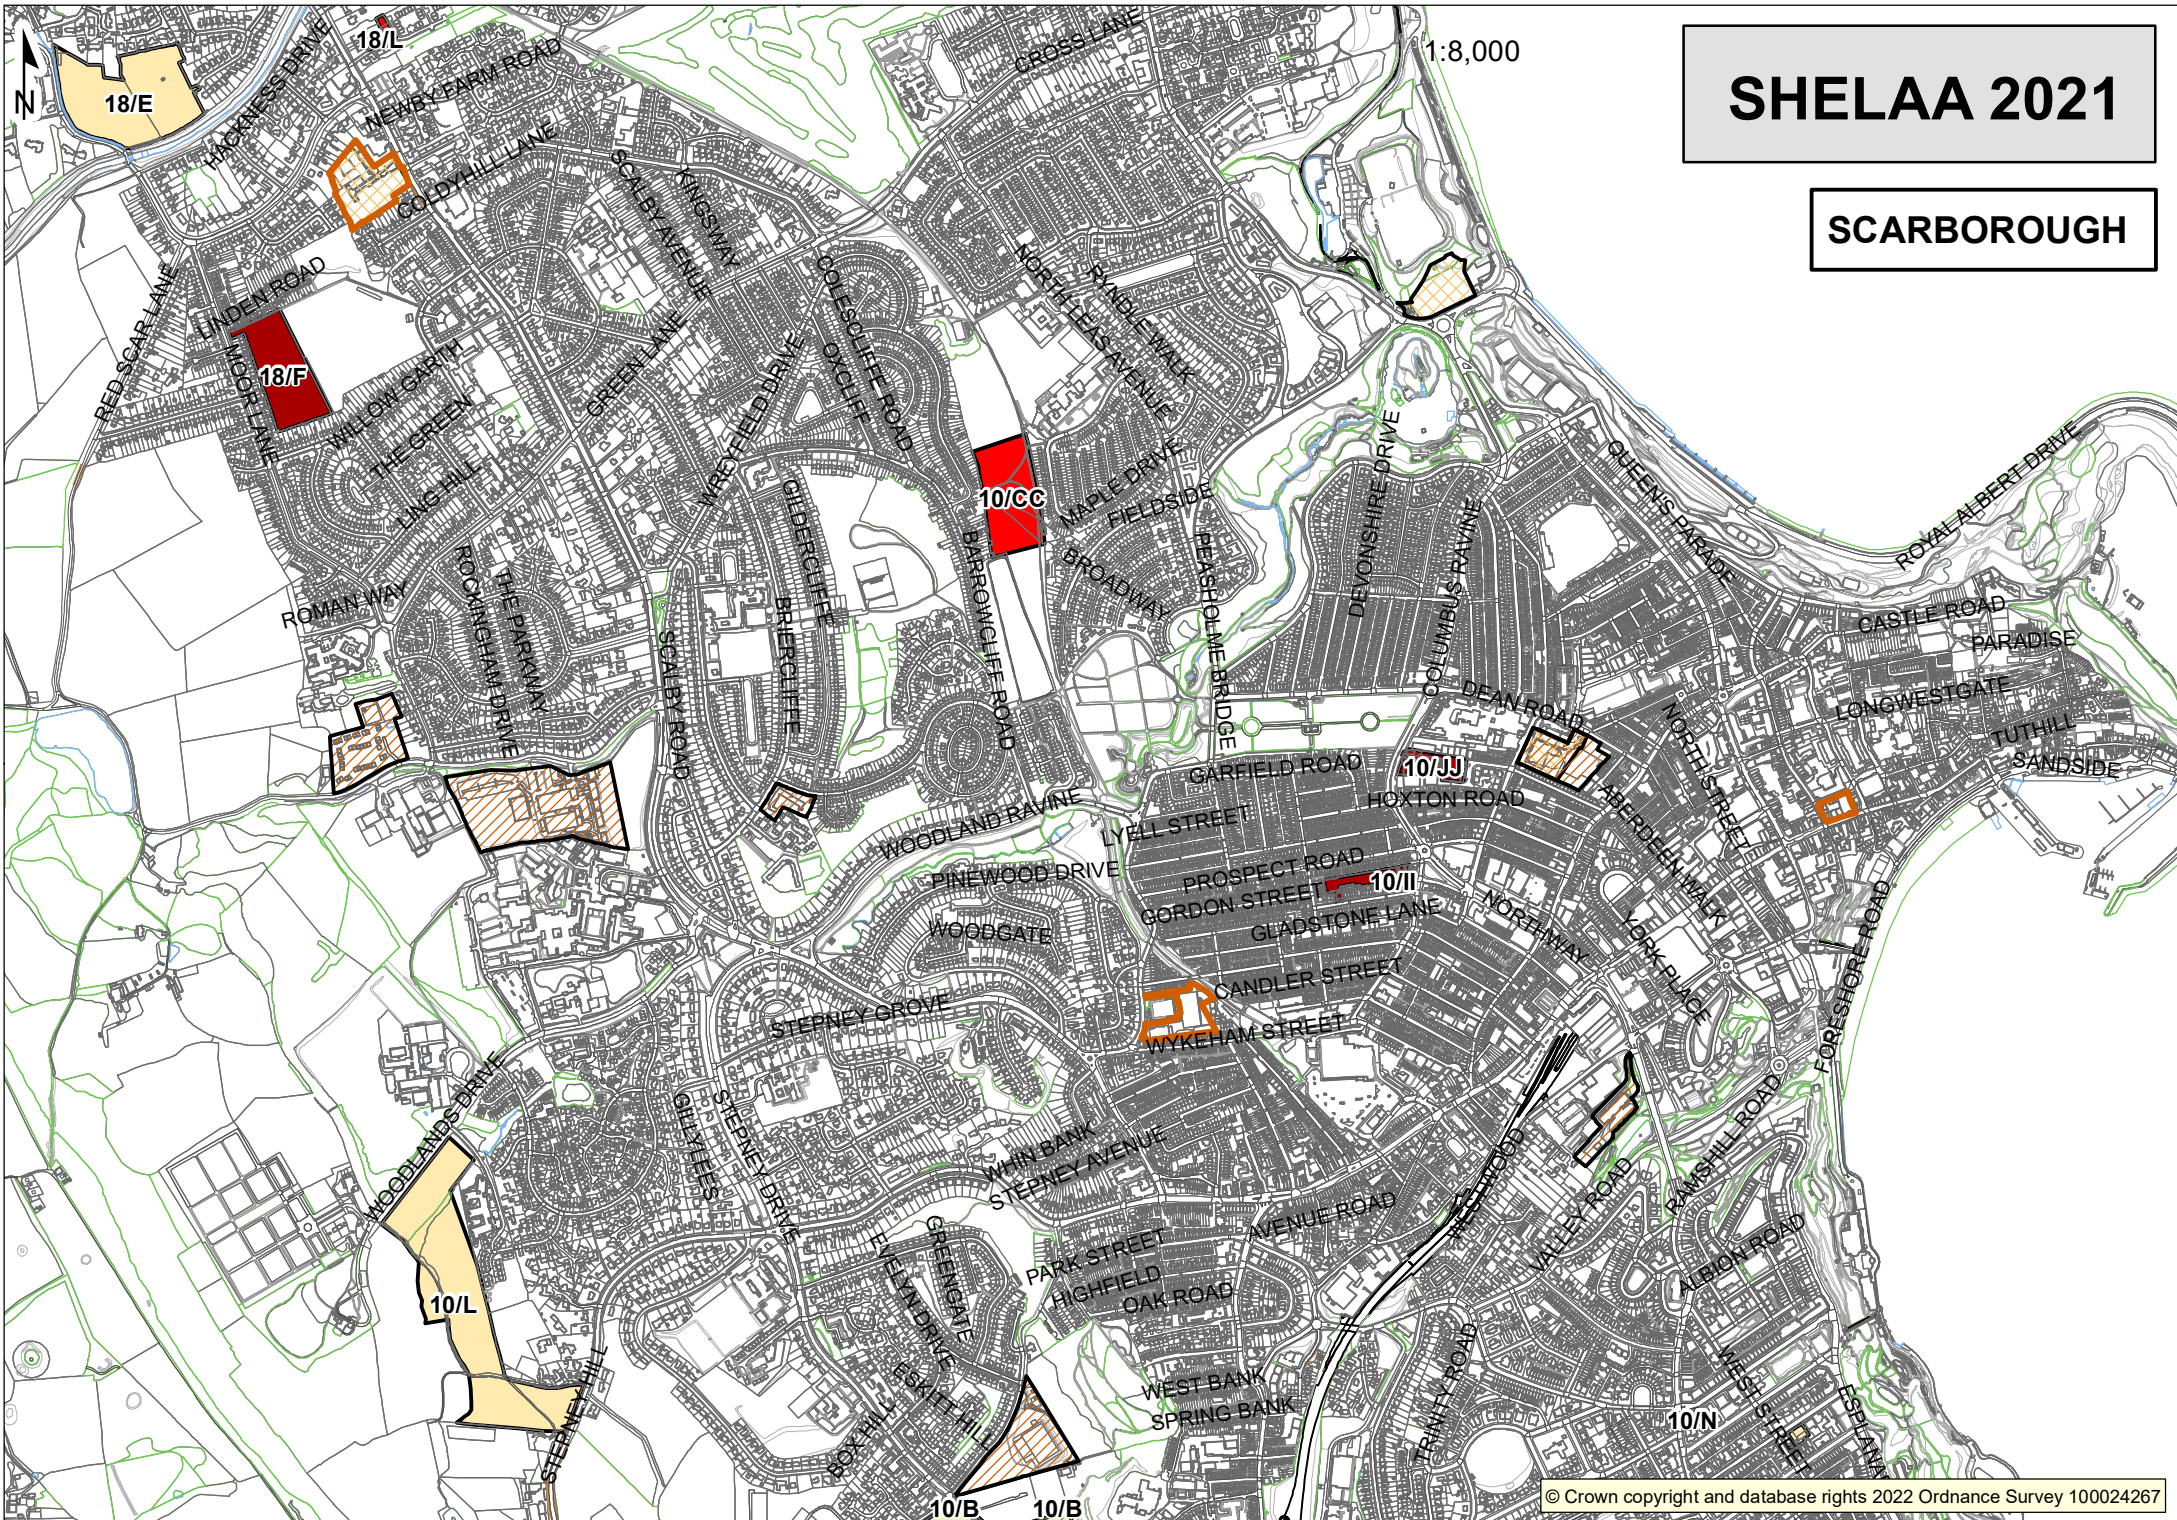 SHELAA 2021
SCARBOROUGH
1:8,000
N
18/L
18/E
HACKNESS DRIVE
NEWBY FARM ROAD
CROSS LANE
COLDYHILL LANE
SCALBY AVENUE
KINGSWAY
COLESCLIFFE ROAD
NORTH LEAS AVENUE
RYNDLE WALK
RED SCAR LANE
LINDEN ROAD
18/F
MOOR LANE
WILLOW GARTH
THE GREEN
LING HILL
GREEN LANE
WREYFIELD DRIVE
OXCLIFF
10/CC
MAPLE DRIVE
FIELDSIDE
BROADWAY
GILDERCLIFFE
BRIERCLIFFE
BARROWCLIFF ROAD
PEASHOLME BRIDGE
DEVONSHIRE DRIVE
COLUMBUS RAVINE
QUEENS PARADE
ROYAL ALBERT DRIVE
CASTLE ROAD
PARADISE
LONGWESTGATE
TUTHILL
SANDSIDE
ROMAN WAY
ROCKINGHAM DRIVE
THE PARKWAY
SCALBY ROAD
DEAN ROAD
NORTH STREET
GARFIELD ROAD
10/JJ
HOXTON ROAD
ABERDEEN WALK
WOODLAND RAVINE
LYELL STREET
PINEWOOD DRIVE
PROSPECT ROAD
10/II
GORDON STREET
GLADSTONE LANE
NORTHWAY
YORK PLACE
FORESHORE ROAD
WOODGATE
CANDLER STREET
STEPNEY GROVE
WYKEHAM STREET
WOODLANDS DRIVE
GILLYLEES
STEPNEY DRIVE
WHIN BANK
STEPNEY AVENUE
WESTWOOD
VALLEY ROAD
RAMSHILL ROAD
AVENUE ROAD
PARK STREET
HIGHFIELD
OAK ROAD
ALBION ROAD
GREENGATE
EVELYN DRIVE
10/L
STEPNEY HILL
BOX HILL
ESKITT HILL
WEST BANK
SPRING BANK
TRINITY ROAD
10/N
WEST STREET
ESPLANA
10/B
10/B
© Crown copyright and database rights 2022 Ordnance Survey 100024267